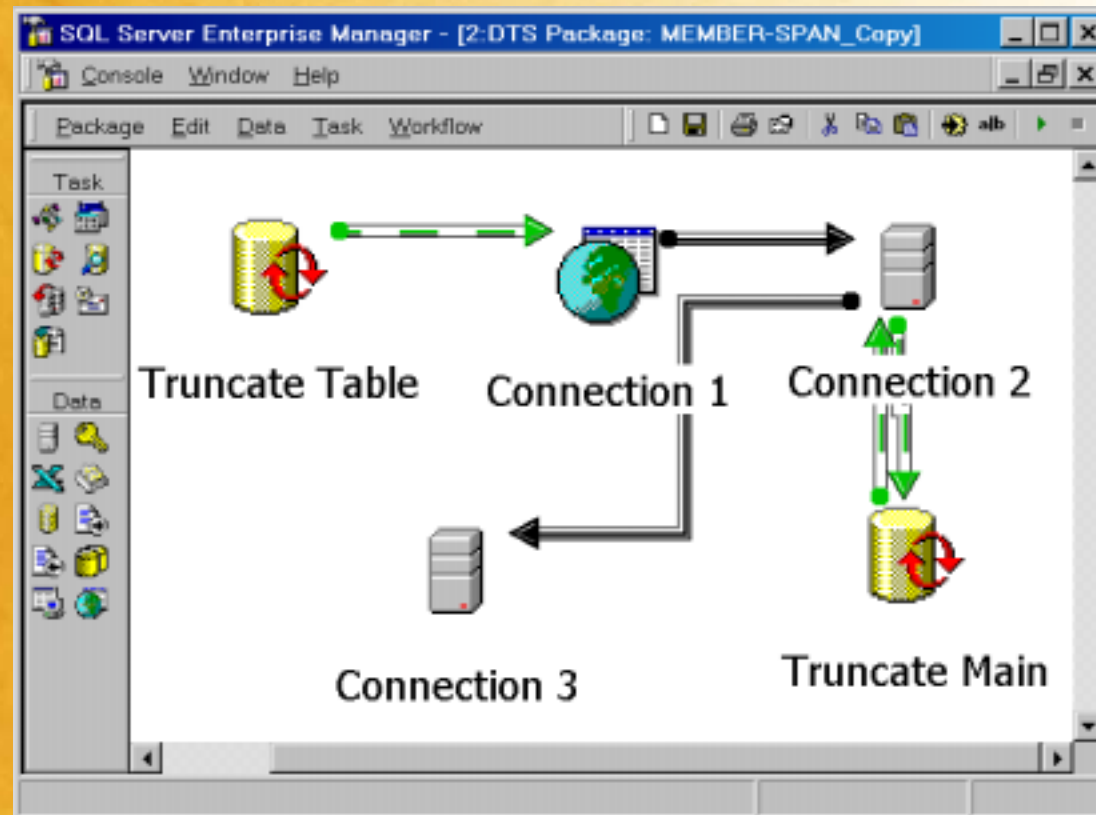 SQL Server Enterprise Manager - [2:DTS Package: MEMBER-SPAN_Copy]
Console Window Help
Package Edit Data Task Workflow
alb
Task
Data
Truncate Table
Connection 1
Connection 2
Connection 3
Truncate Main